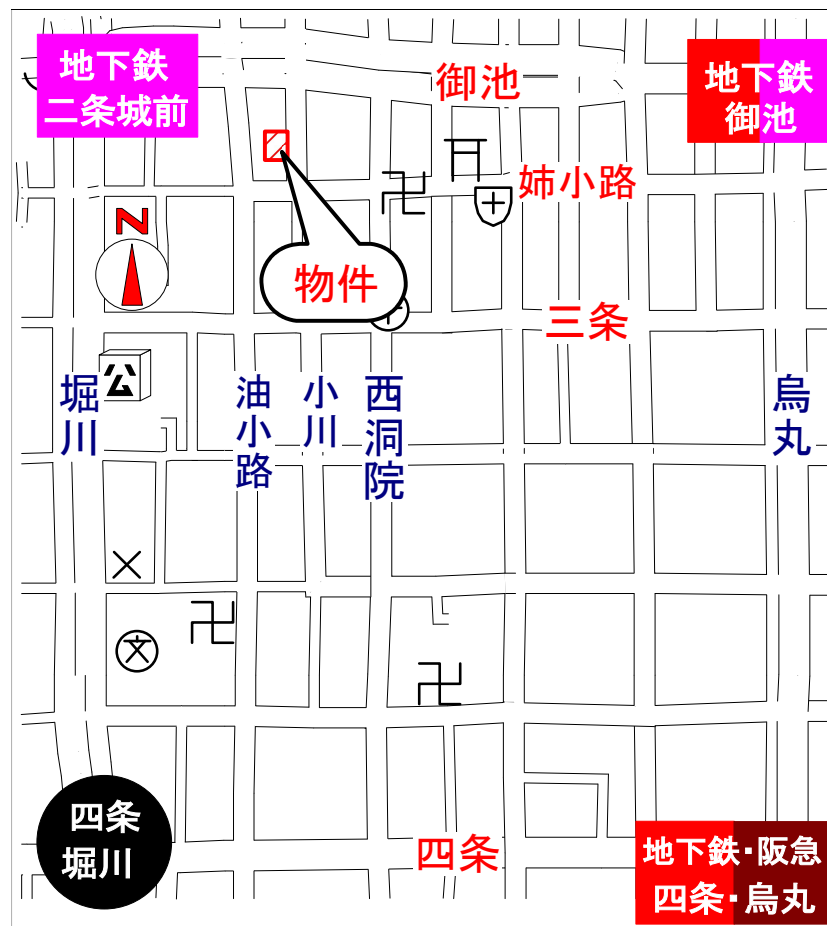 地下鉄
二条城前
御池
地下鉄
御池
姉小路
N
物件
三条
公
堀川
油小路
小川
西洞院
烏丸
文
四条
堀川
四条
地下鉄・阪急
四条・烏丸